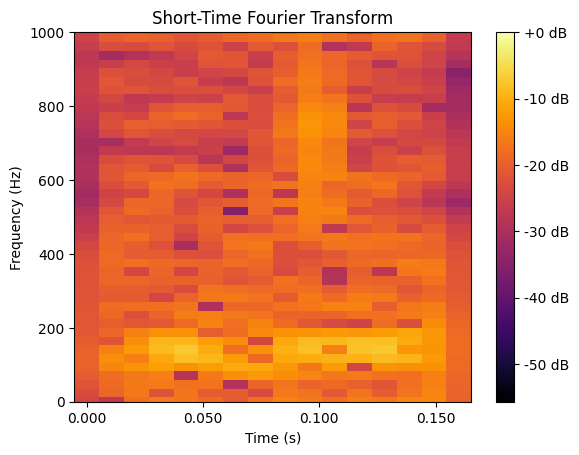 Short-Time Fourier Transform
1000
800
600
400
200
0
Frequency (Hz)
0.000
0.050
0.100
0.150
Time (s)
+0 dB
-10 dB
-20 dB
-30 dB
-40 dB
-50 dB